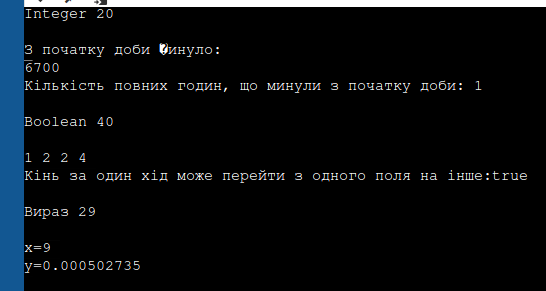 Integer 20
З початку доби �инуло:
6700
Кількість повних годин, що минули з початку доби: 1
Boolean 40
1 2 2 4
Кінь за один хід може перейти з одного поля на інше:true
Вираз 29
x=9
y=0.000502735